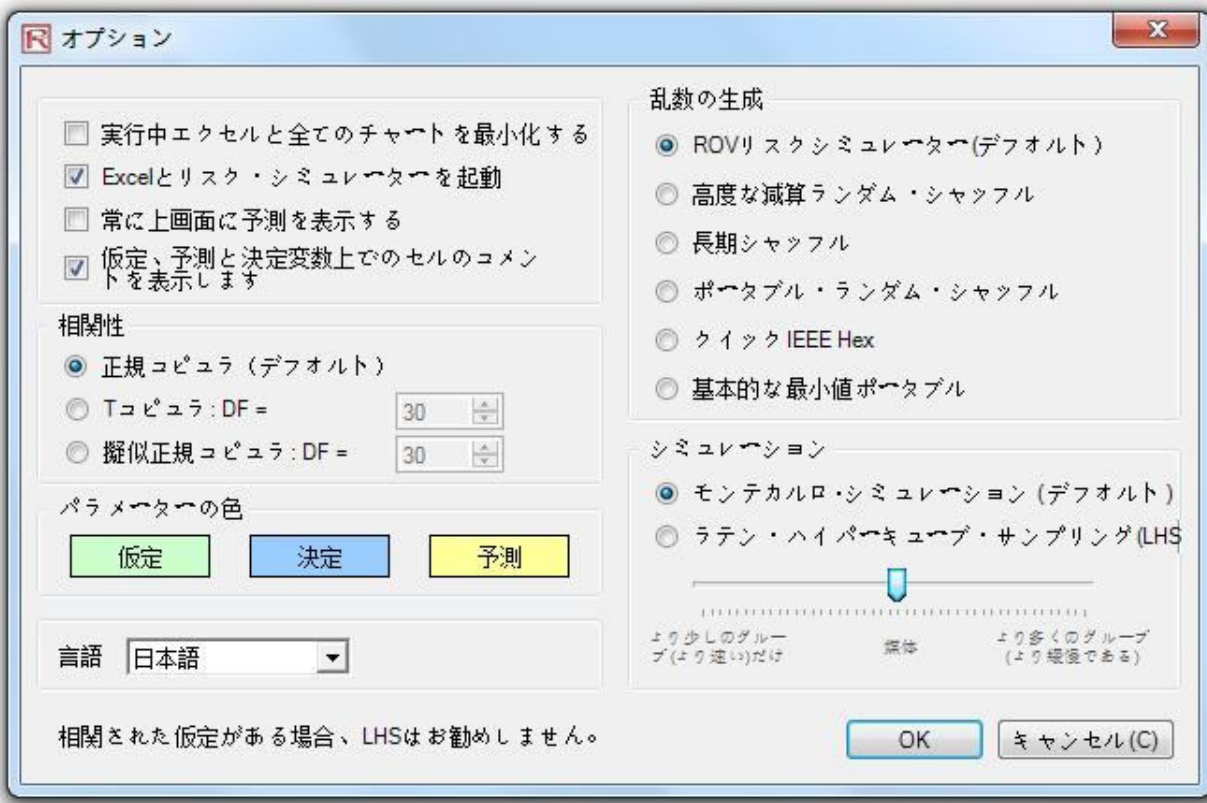 オプション
実行中エクセルと全てのチャートを最小化する
Excelとリスク・シミュレーターを起動
常に上画面に予測を表示する
仮定、予測と決定変数上でのセルのコメン
トを表示します
相関性
正規コピュラ（デフォルト）
Tコピュラ: DF =
30
擬似正規コピュラ: DF =
30
パラメーターの色
仮定
決定
予測
言語
日本語
相関された仮定がある場合、LHSはお勧めしません。
乱数の生成
ROVリスクシミュレーター(デフォルト)
高度な減算ランダム・シャッフル
長期シャッフル
ポータブル・ランダム・シャッフル
クイックIEEE Hex
基本的な最小値ポータブル
シミュレーション
モンテカルロ・シミュレーション (デフォルト)
ラテン・ハイパーキューブ・サンプリング(LHS
より少しのグルー
プ(より速い)だけ
媒体
より多くのグループ
(より緩慢である)
OK
キャンセル(C)